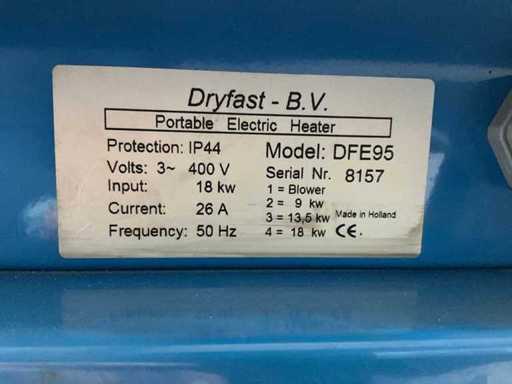 Dryfast - B.V.
Portable Electric Heater
Protection: IP44
Volts: 3~ 400 V
Input: 18 kw
Current: 26 A
Frequency: 50 Hz
Model: DFE95
Serial Nr. 8157
1 = Blower
2 = 9 kw
3 = 13,5 kw
4 = 18 kw
Made in Holland
CE.